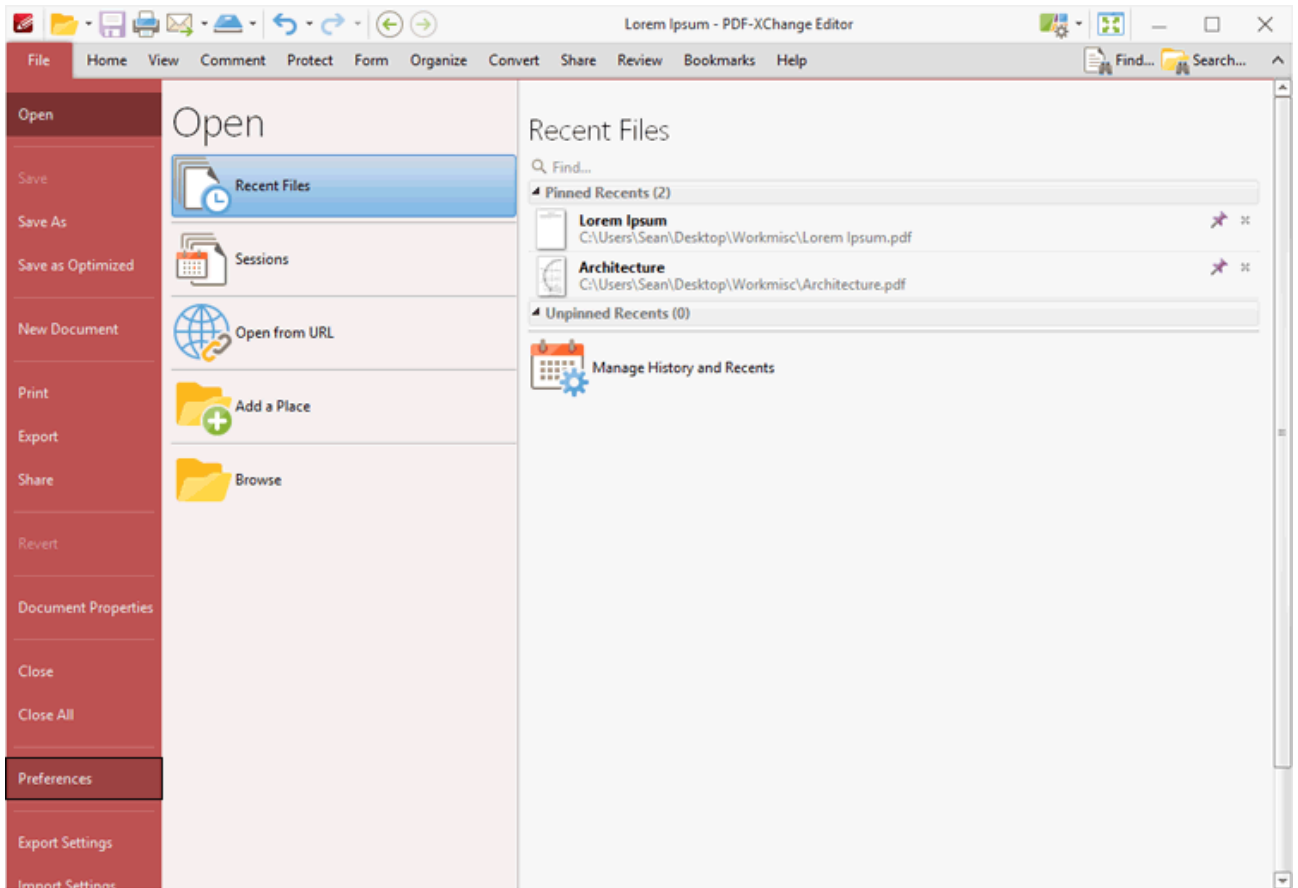 Lorem Ipsum - PDF-XChange Editor
File Home View Comment Protect Form Organize Convert Share Review Bookmarks Help Find... Search...
Open
Save
Save As
Save as Optimized
New Document
Print
Export
Share
Revert
Document Properties
Close
Close All
Preferences
Export Settings
Import Settings
Open
Recent Files
Sessions
Open from URL
Add a Place
Browse
Recent Files
Find...
Pinned Recents (2)
Lorem Ipsum
C:\Users\Sean\Desktop\Workmisc\Lorem Ipsum.pdf
Architecture
C:\Users\Sean\Desktop\Workmisc\Architecture.pdf
Unpinned Recents (0)
Manage History and Recents